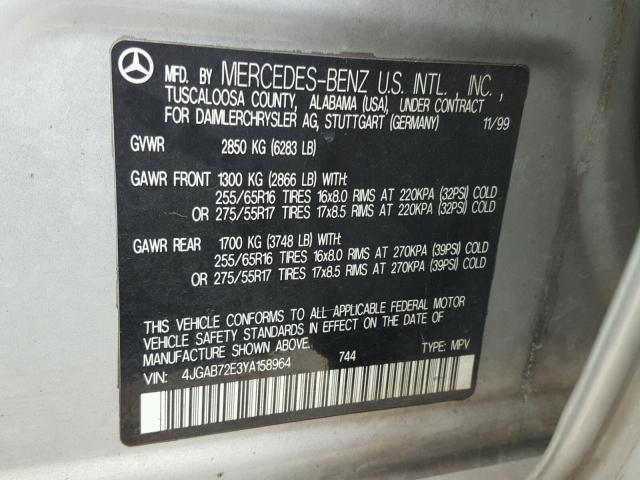 MFD. BY MERCEDES-BENZ U.S. INTL., INC.,
TUSCALOOSA COUNTY, ALABAMA (USA), UNDER CONTRACT
FOR DAIMLERCHRYSLER AG, STUTTGART (GERMANY) 11/99
GVWR 2850 KG (6283 LB)
GAWR FRONT 1300 KG (2866 LB) WITH:
255/65R16 TIRES 16x8.0 RIMS AT 220KPA (32PSI) COLD
OR 275/55R17 TIRES 17x8.5 RIMS AT 220KPA (32PSI) COLD
GAWR REAR 1700 KG (3748 LB) WITH:
255/65R16 TIRES 16x8.0 RIMS AT 270KPA (39PSI) COLD
OR 275/55R17 TIRES 17x8.5 RIMS AT 270KPA (39PSI) COLD
THIS VEHICLE CONFORMS TO ALL APPLICABLE FEDERAL MOTOR
VEHICLE SAFETY STANDARDS IN EFFECT ON THE DATE OF
MANUFACTURE SHOWN ABOVE.
VIN: 4JGAB72E3YA158964 744 TYPE: MPV